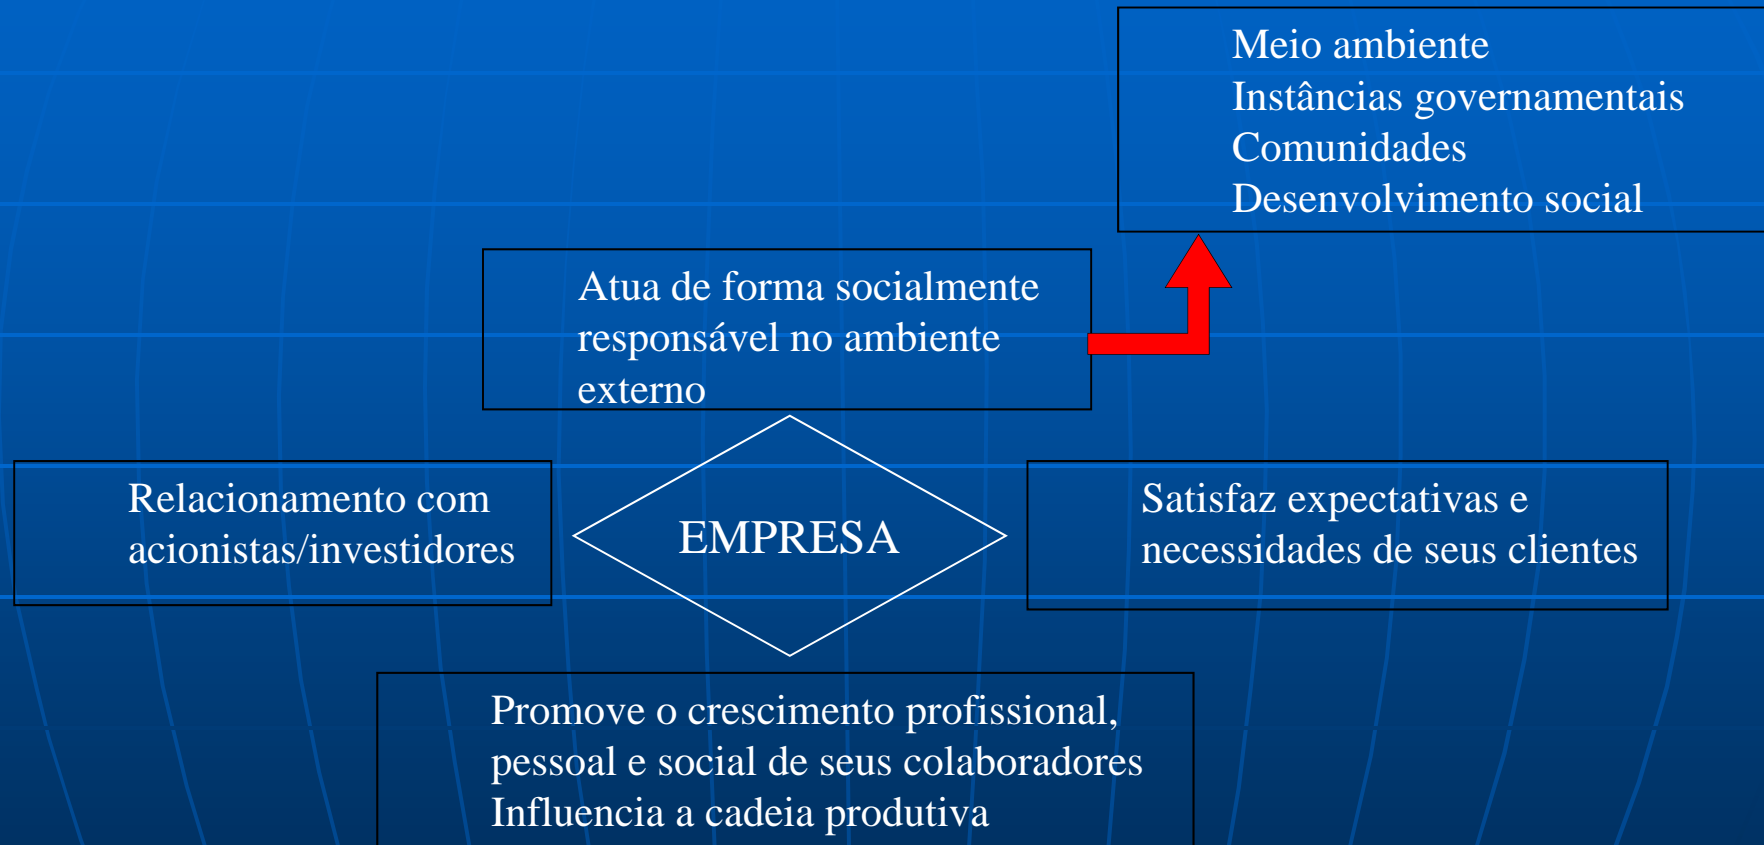 Meio ambiente
Instâncias governamentais
Comunidades
Desenvolvimento social
Atua de forma socialmente
responsável no ambiente
externo
Relacionamento com
acionistas/investidores
EMPRESA
Satisfaz expectativas e
necessidades de seus clientes
Promove o crescimento profissional,
pessoal e social de seus colaboradores
Influencia a cadeia produtiva